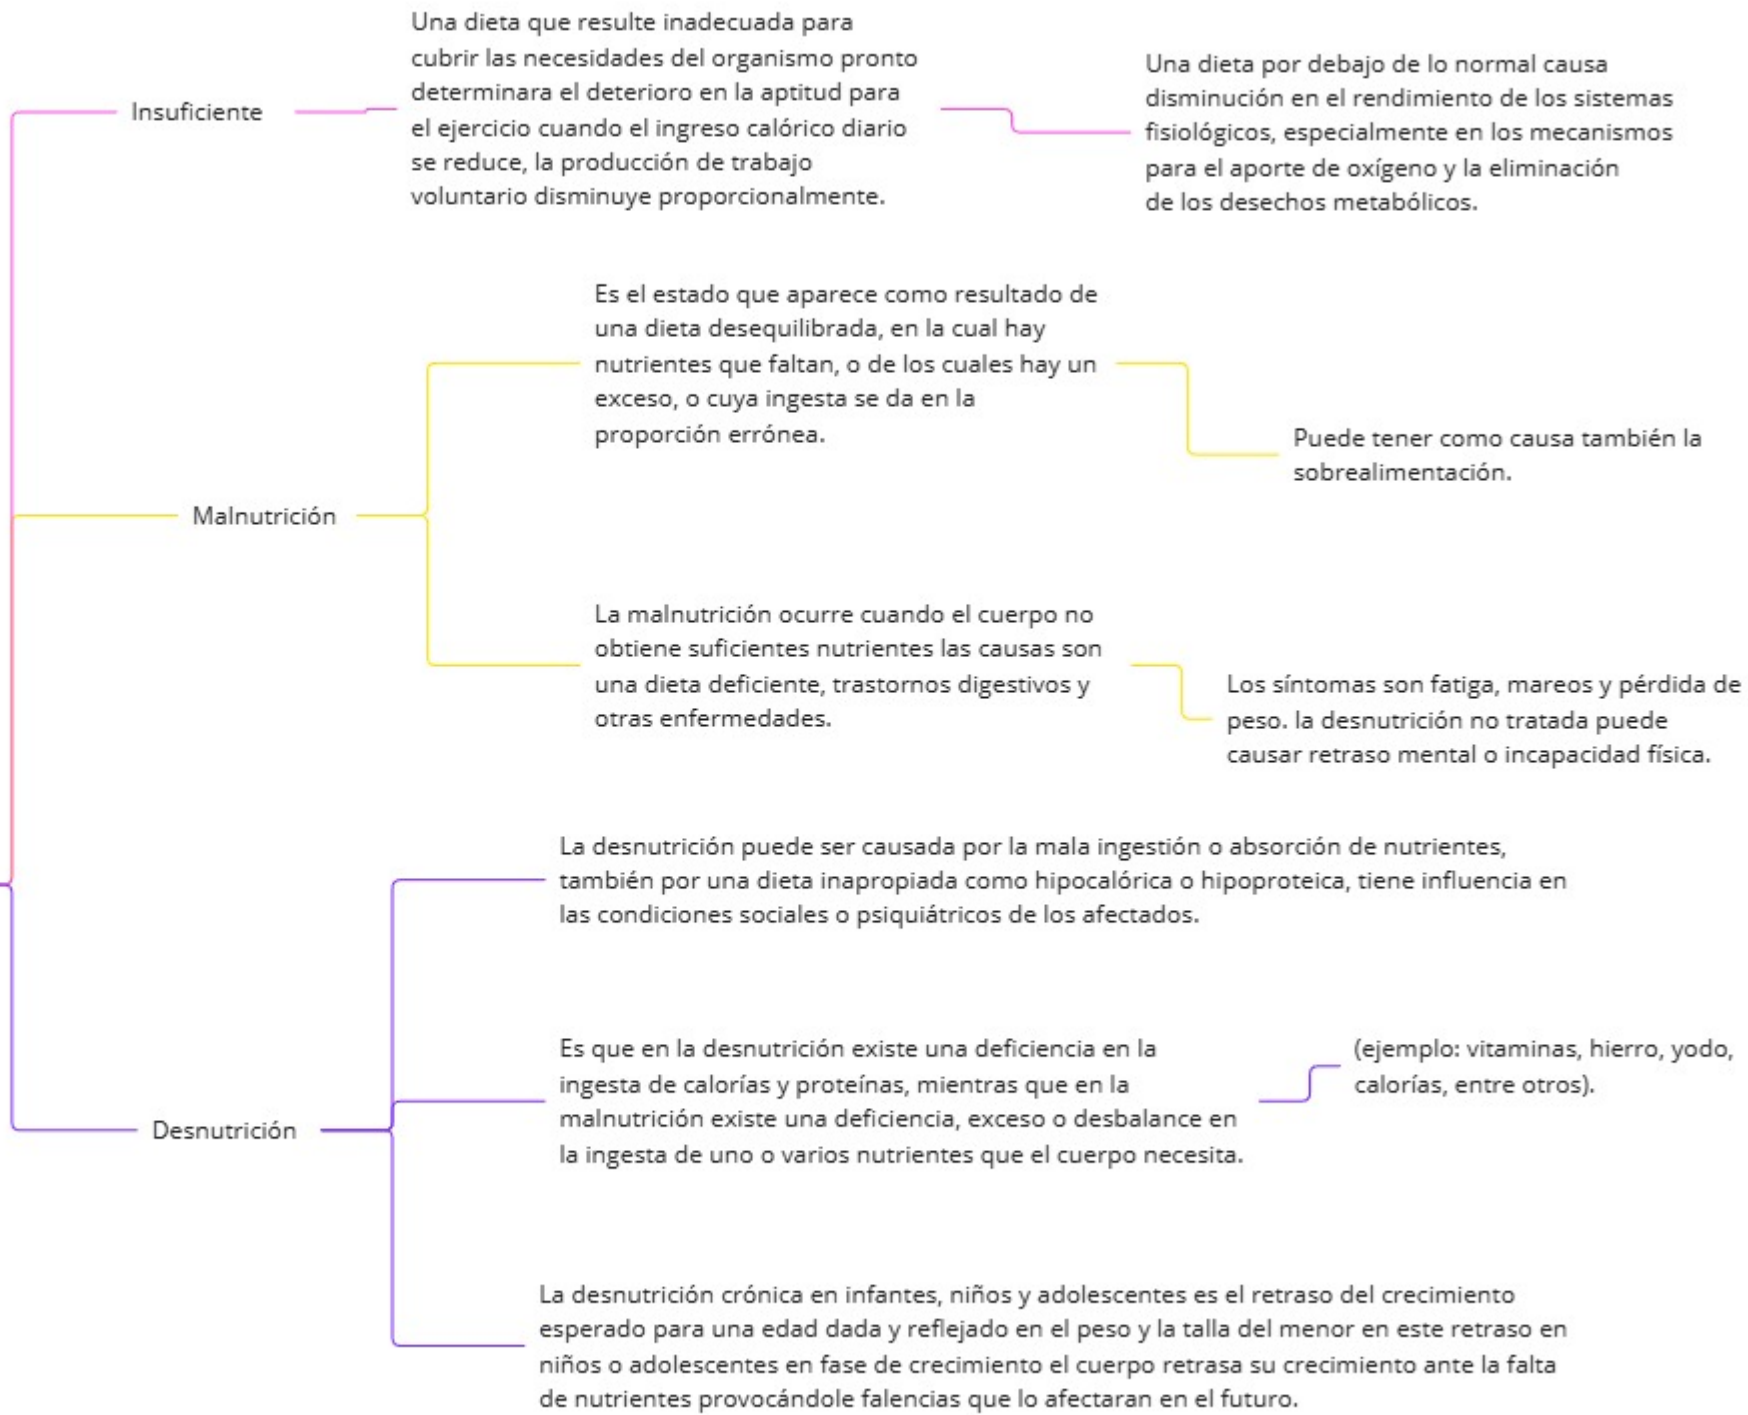 Insuficiente
Una dieta que resulte inadecuada para
cubrir las necesidades del organismo pronto
determinara el deterioro en la aptitud para
el ejercicio cuando el ingreso calórico diario
se reduce, la producción de trabajo
voluntario disminuye proporcionalmente.
Una dieta por debajo de lo normal causa
disminución en el rendimiento de los sistemas
fisiológicos, especialmente en los mecanismos
para el aporte de oxígeno y la eliminación
de los desechos metabólicos.
Malnutrición
Es el estado que aparece como resultado de
una dieta desequilibrada, en la cual hay
nutrientes que faltan, o de los cuales hay un
exceso, o cuya ingesta se da en la
proporción errónea.
Puede tener como causa también la
sobrealimentación.
La malnutrición ocurre cuando el cuerpo no
obtiene suficientes nutrientes las causas son
una dieta deficiente, trastornos digestivos y
otras enfermedades.
Los síntomas son fatiga, mareos y pérdida de
peso. la desnutrición no tratada puede
causar retraso mental o incapacidad física.
Desnutrición
La desnutrición puede ser causada por la mala ingestión o absorción de nutrientes,
también por una dieta inapropiada como hipocalórica o hipoproteica, tiene influencia en
las condiciones sociales o psiquiátricos de los afectados.
Es que en la desnutrición existe una deficiencia en la
ingesta de calorías y proteínas, mientras que en la
malnutrición existe una deficiencia, exceso o desbalance en
la ingesta de uno o varios nutrientes que el cuerpo necesita.
(ejemplo: vitaminas, hierro, yodo,
calorías, entre otros).
La desnutrición crónica en infantes, niños y adolescentes es el retraso del crecimiento
esperado para una edad dada y reflejado en el peso y la talla del menor en este retraso en
niños o adolescentes en fase de crecimiento el cuerpo retrasa su crecimiento ante la falta
de nutrientes provocándole falencias que lo afectaran en el futuro.